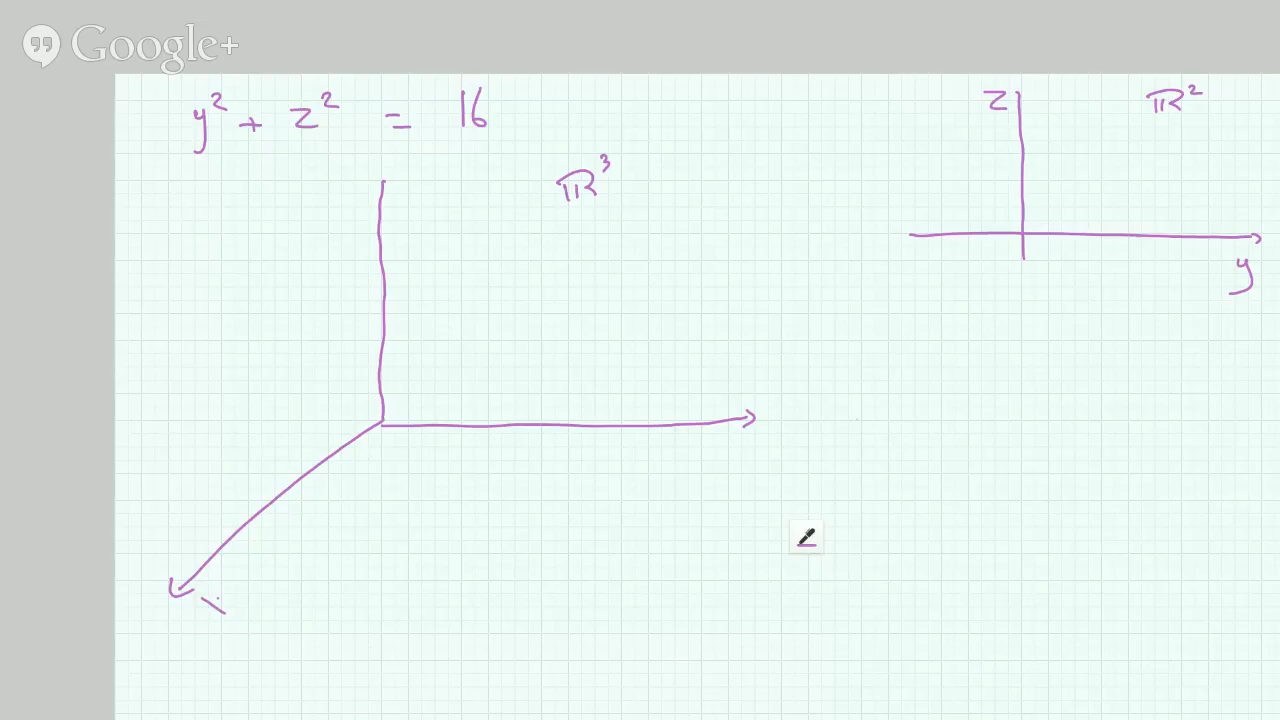 Google+
y² + z² = 16
ℝ³
z
ℝ²
y